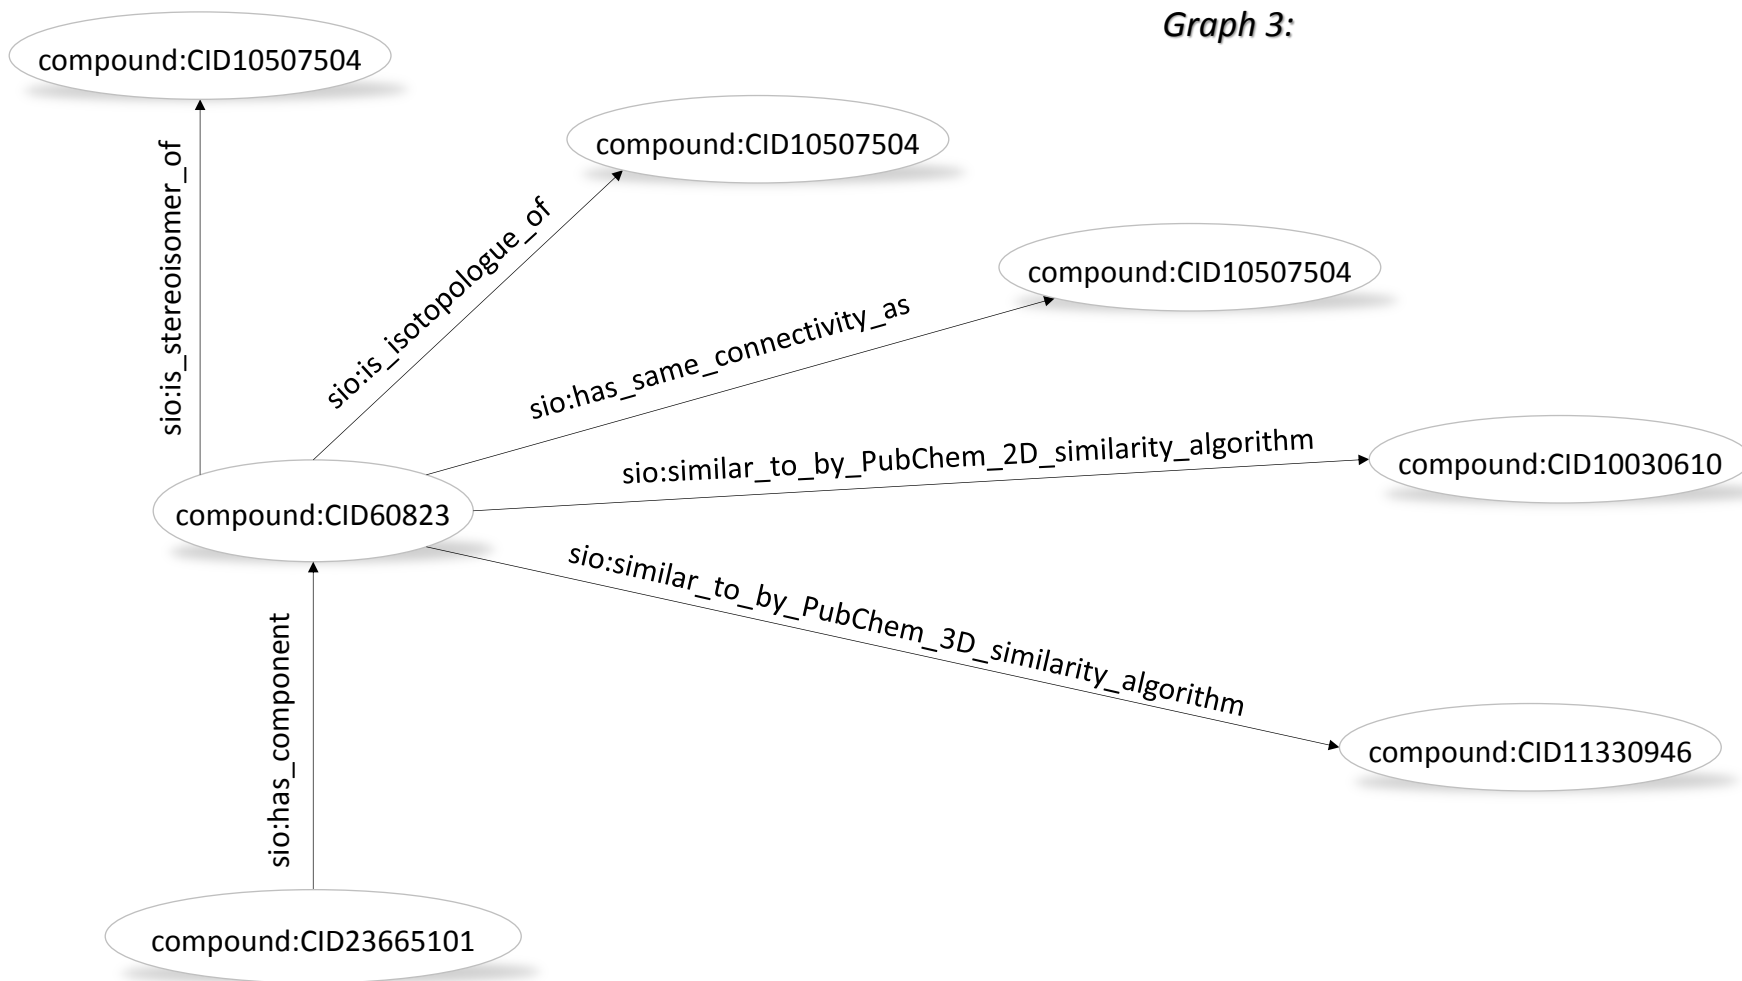 Graph 3:
compound:CID10507504
compound:CID10507504
sio:is_stereoisomer_of
sio:is_isotopologue_of
compound:CID10507504
sio:has_same_connectivity_as
sio:similar_to_by_PubChem_2D_similarity_algorithm
compound:CID10030610
compound:CID60823
sio:similar_to_by_PubChem_3D_similarity_algorithm
compound:CID11330946
sio:has_component
compound:CID23665101